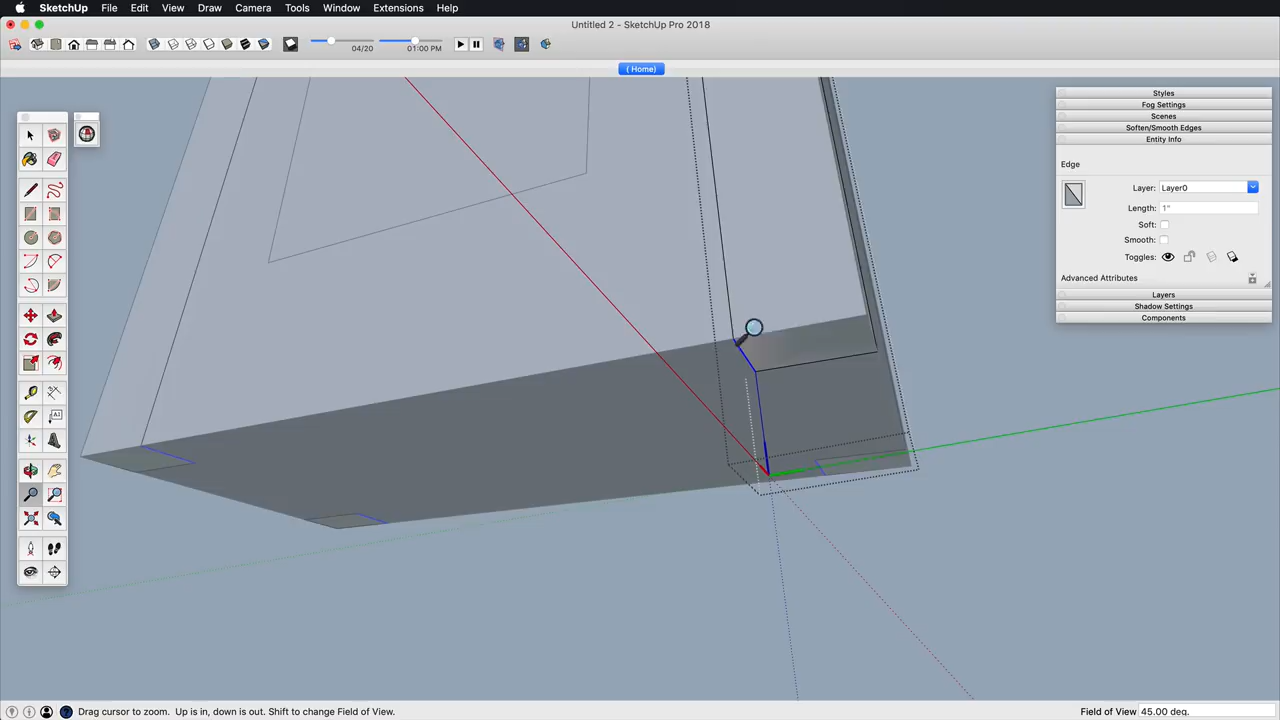 SketchUp File Edit View Draw Camera Tools Window Extensions Help
Untitled 2 - SketchUp Pro 2018
04/20 01:00 PM
( Home)
Styles
Fog Settings
Scenes
Soften/Smooth Edges
Entity Info
Edge
Layer: Layer0
Length: 1"
Soft:
Smooth:
Toggles:
Advanced Attributes
Layers
Shadow Settings
Components
Drag cursor to zoom. Up is in, down is out. Shift to change Field of View.
Field of View 45.00 deg.